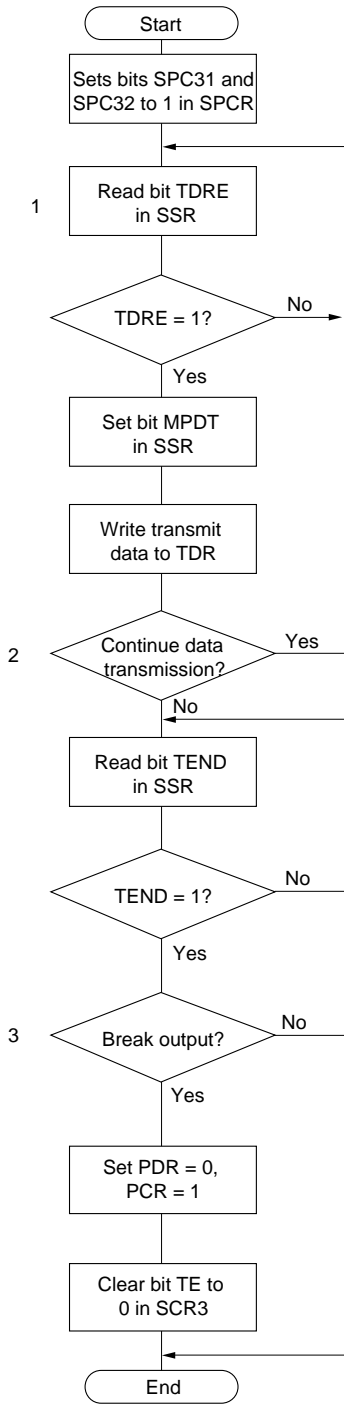 Start
Sets bits SPC31 and
SPC32 to 1 in SPCR
1
Read bit TDRE
in SSR
TDRE = 1?
No
Yes
Set bit MPDT
in SSR
Write transmit
data to TDR
2
Continue data
transmission?
Yes
No
Read bit TEND
in SSR
TEND = 1?
No
Yes
3
Break output?
No
Yes
Set PDR = 0,
PCR = 1
Clear bit TE to
0 in SCR3
End